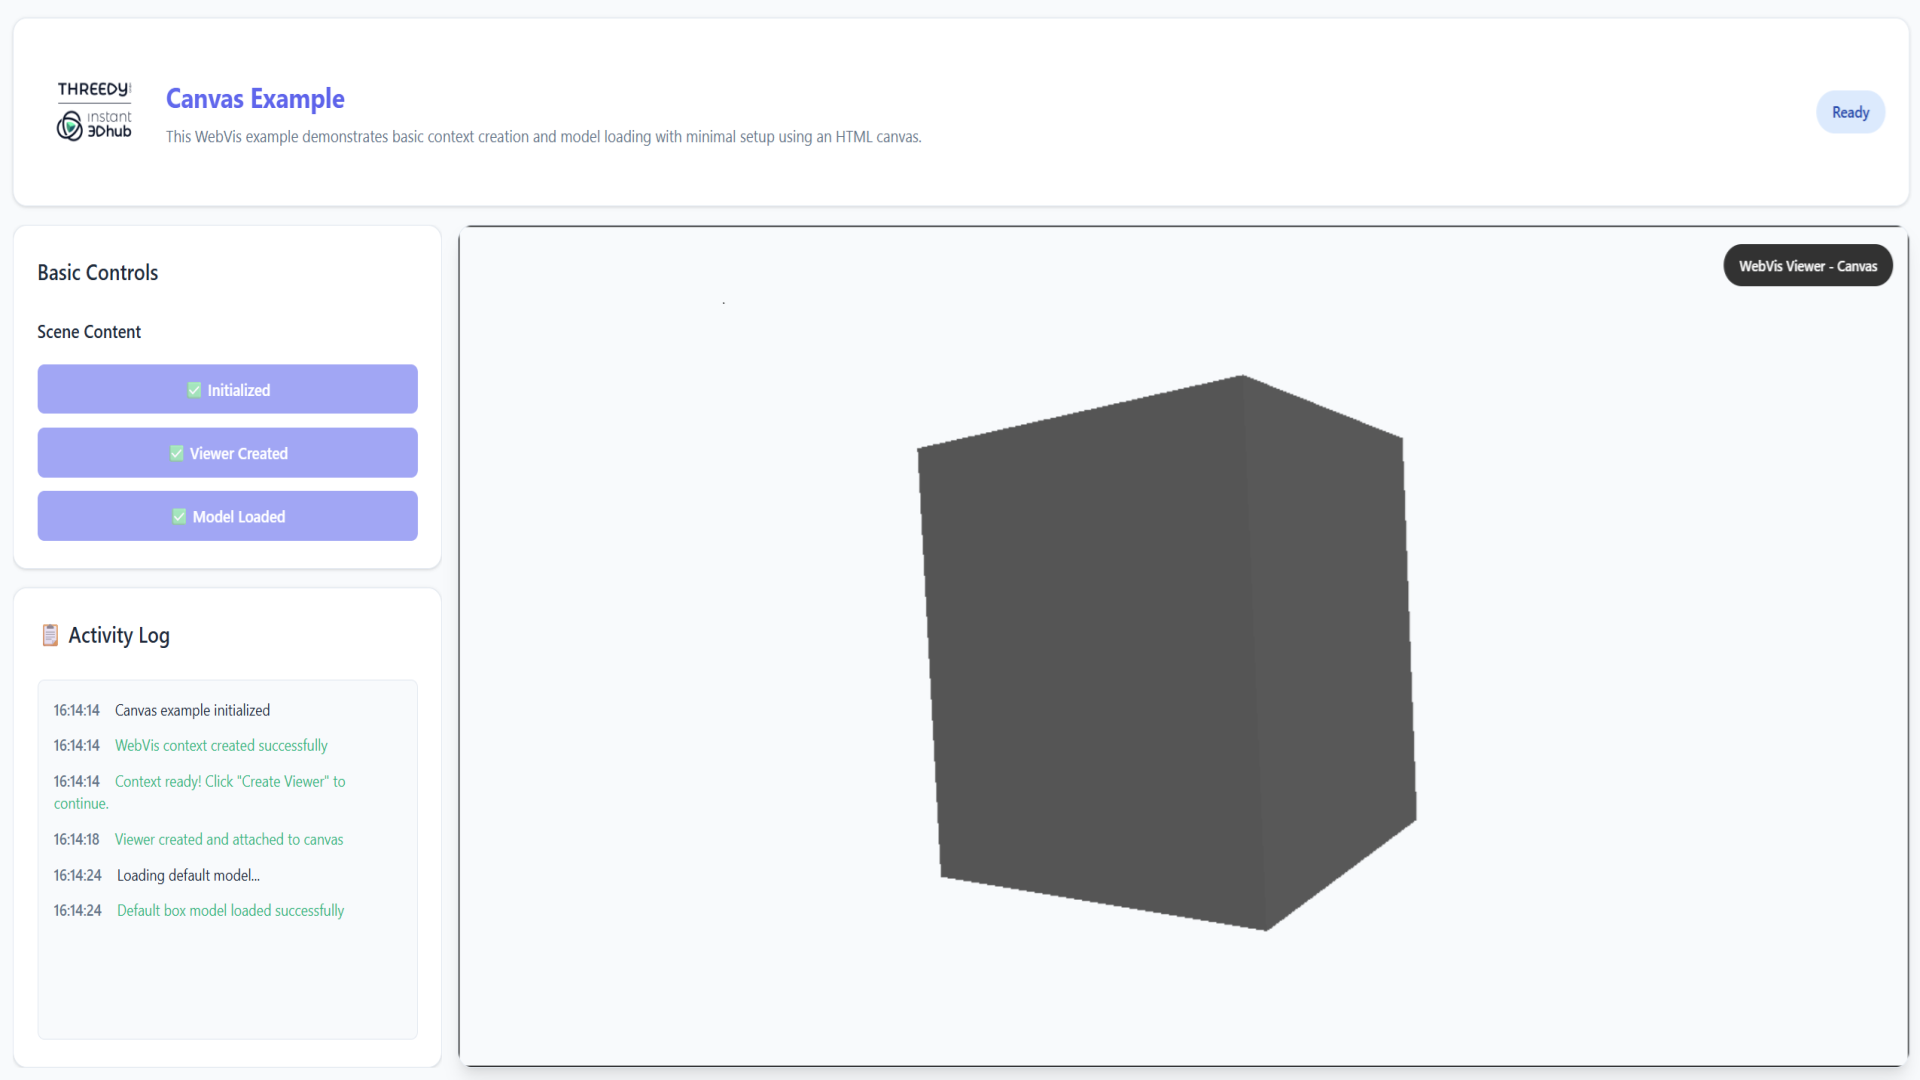 THREEDY
instant
3Dhub
Canvas Example
This WebVis example demonstrates basic context creation and model loading with minimal setup using an HTML canvas.
Ready
Basic Controls
Scene Content
✅ Initialized
✅ Viewer Created
✅ Model Loaded
📋 Activity Log
16:14:14 Canvas example initialized
16:14:14 WebVis context created successfully
16:14:14 Context ready! Click "Create Viewer" to
continue.
16:14:18 Viewer created and attached to canvas
16:14:24 Loading default model...
16:14:24 Default box model loaded successfully
WebVis Viewer - Canvas